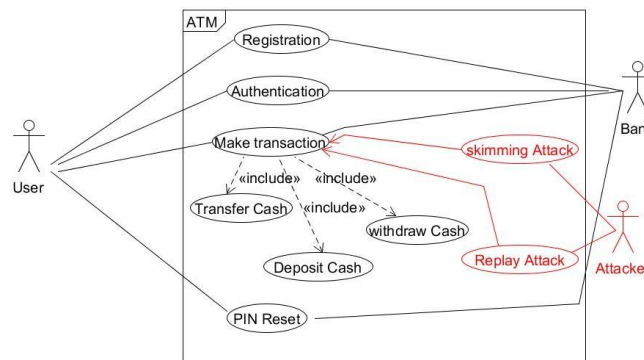 ATM
Registration
Authentication
Make transaction
skimming Attack
Ban
User
«include»
«include»
Transfer Cash
«include»
withdraw Cash
Replay Attack
Attacke
Deposit Cash
PIN Reset